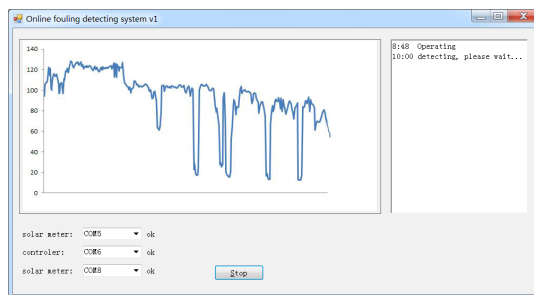 Online fouling detecting system v1
140
120
100
80
60
40
20
0
8:48 Operating
10:00 detecting, please wait...
solar meter: COM5 ok
controler: COM6 ok
solar meter: COM8 ok
Stop